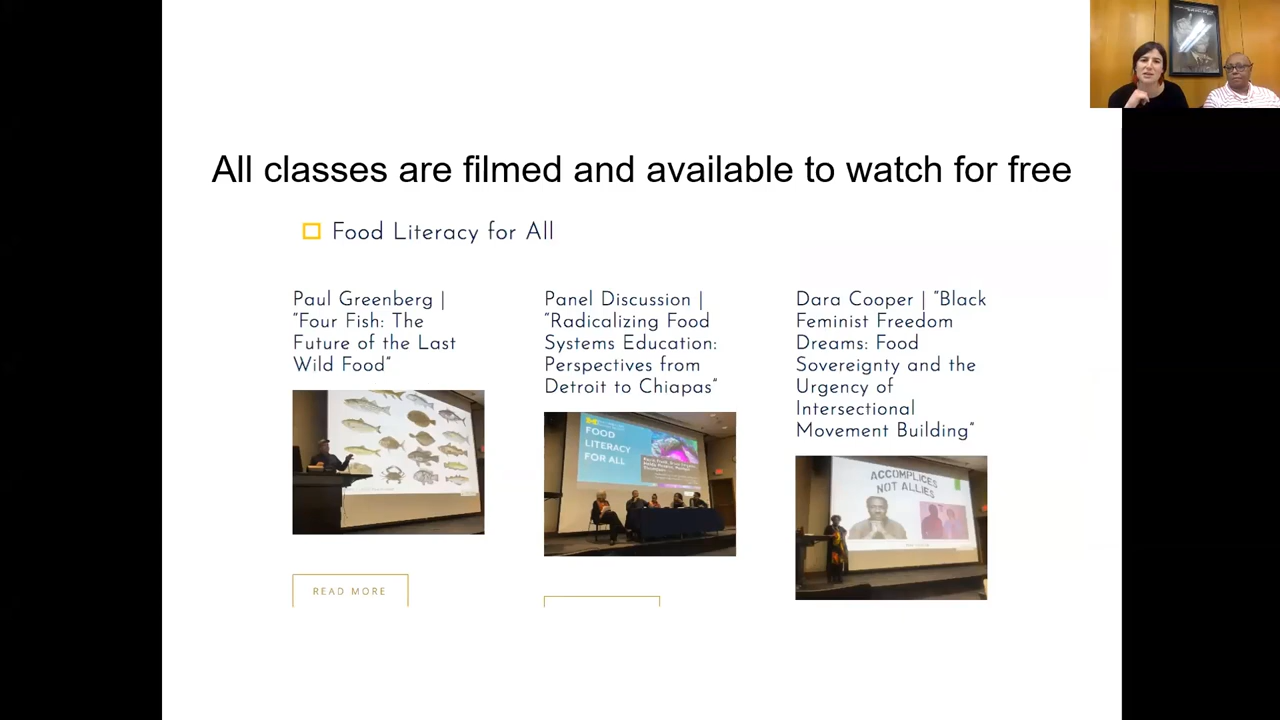 All classes are filmed and available to watch for free
Food Literacy for All
Paul Greenberg |
"Four Fish: The
Future of the Last
Wild Food"
Panel Discussion |
"Radicalizing Food
Systems Education:
Perspectives from
Detroit to Chiapas"
Dara Cooper | "Black
Feminist Freedom
Dreams: Food
Sovereignty and the
Urgency of
Intersectional
Movement Building"
FOOD
LITERACY
FOR ALL
ACCOMPLICES
NOT ALLIES
READ MORE